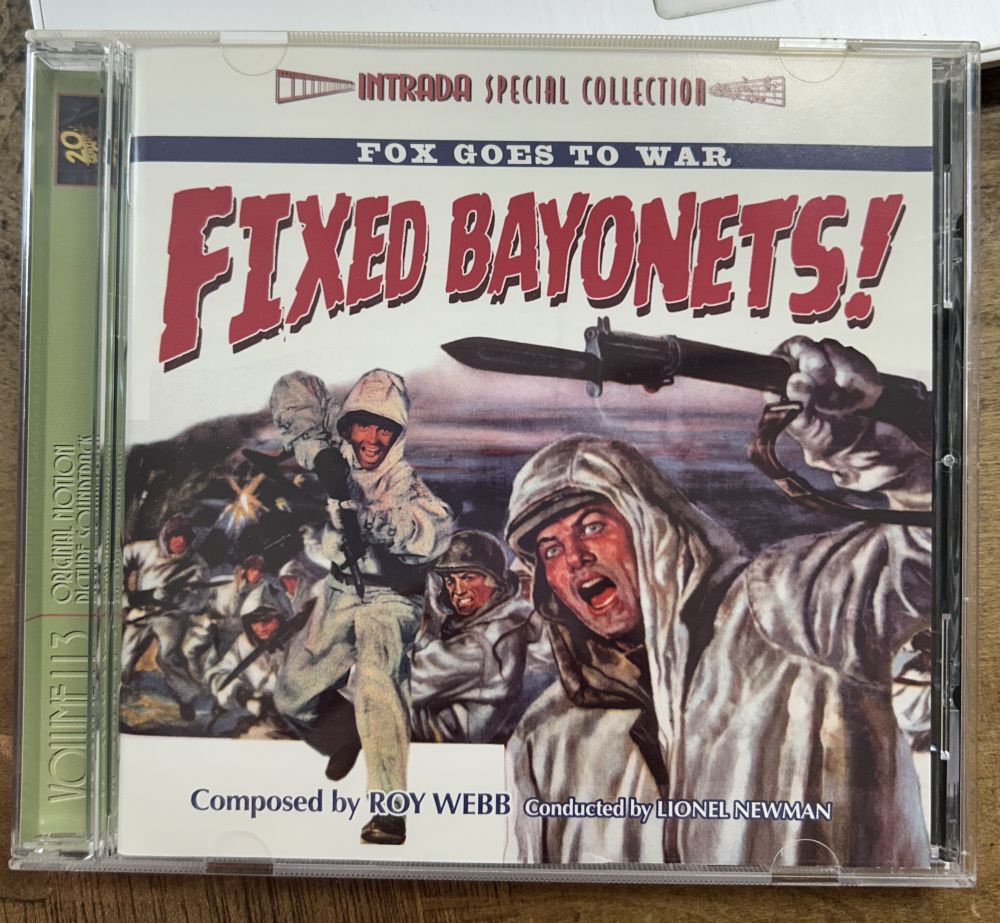 INTRADA SPECIAL COLLECTION
FOX GOES TO WAR
FIXED BAYONETS!
Composed by ROY WEBB Conducted by LIONEL NEWMAN
VOLUME 113
ORIGINAL MOTION
PICTURE SOUNDTRACK
20